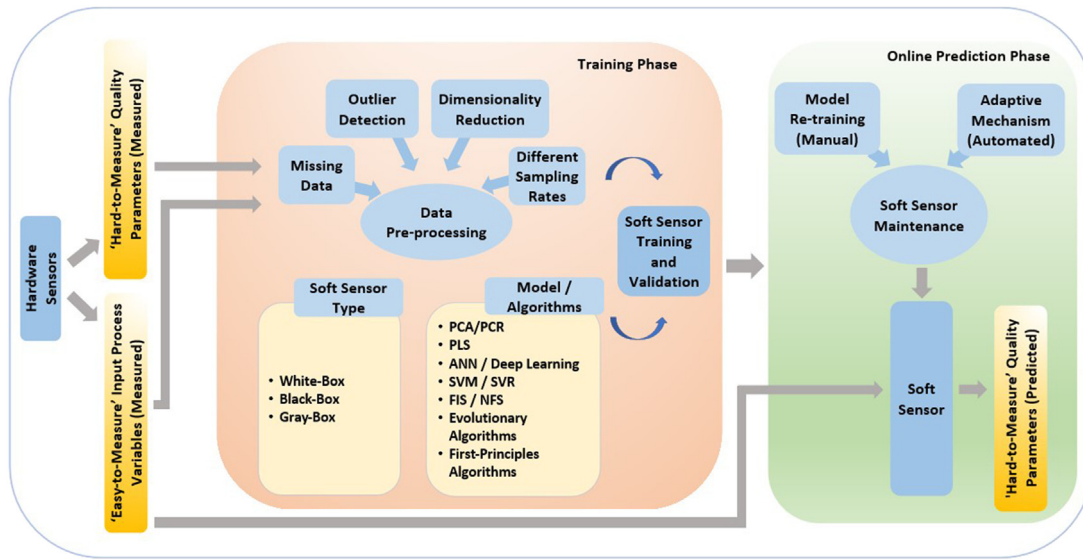 Hardware
Sensors
‘Hard-to-Measure’ Quality
Parameters (Measured)
‘Easy-to-Measure’ Input Process
Variables (Measured)
Training Phase
Outlier
Detection
Dimensionality
Reduction
Missing
Data
Different
Sampling
Rates
Data
Pre-processing
Soft Sensor
Type
• White-Box
• Black-Box
• Gray-Box
Model /
Algorithms
• PCA/PCR
• PLS
• ANN / Deep Learning
• SVM / SVR
• FIS / NFS
• Evolutionary
Algorithms
• First-Principles
Algorithms
Soft Sensor
Training
and
Validation
Online Prediction Phase
Model
Re-training
(Manual)
Adaptive
Mechanism
(Automated)
Soft Sensor
Maintenance
Soft
Sensor
'Hard-to-Measure’ Quality
Parameters (Predicted)